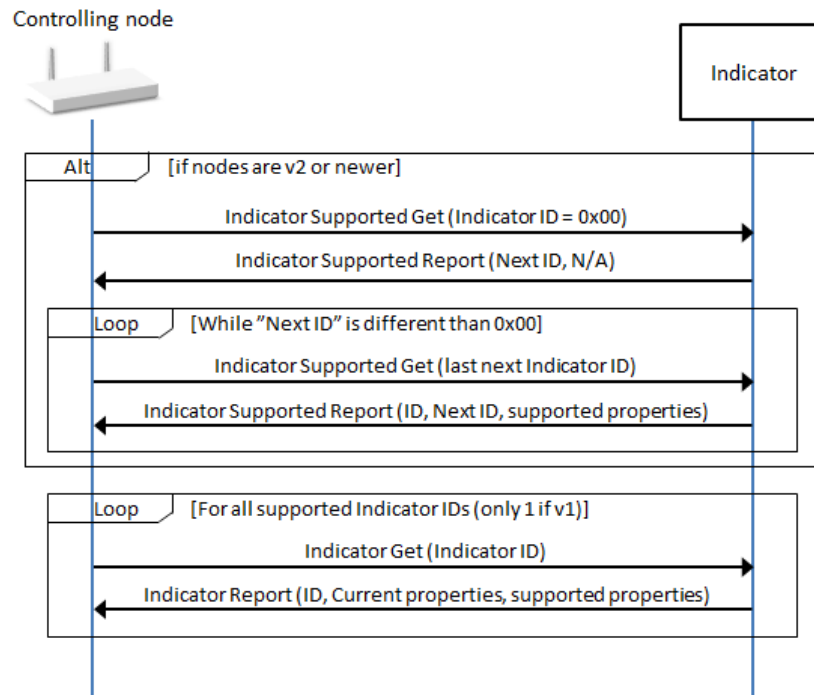 Controlling node
Indicator
Alt [if nodes are v2 or newer]
Indicator Supported Get (Indicator ID = 0x00)
Indicator Supported Report (Next ID, N/A)
Loop [While ”Next ID” is different than 0x00]
Indicator Supported Get (last next Indicator ID)
Indicator Supported Report (ID, Next ID, supported properties)
Loop [For all supported Indicator IDs (only 1 if v1)]
Indicator Get (Indicator ID)
Indicator Report (ID, Current properties, supported properties)